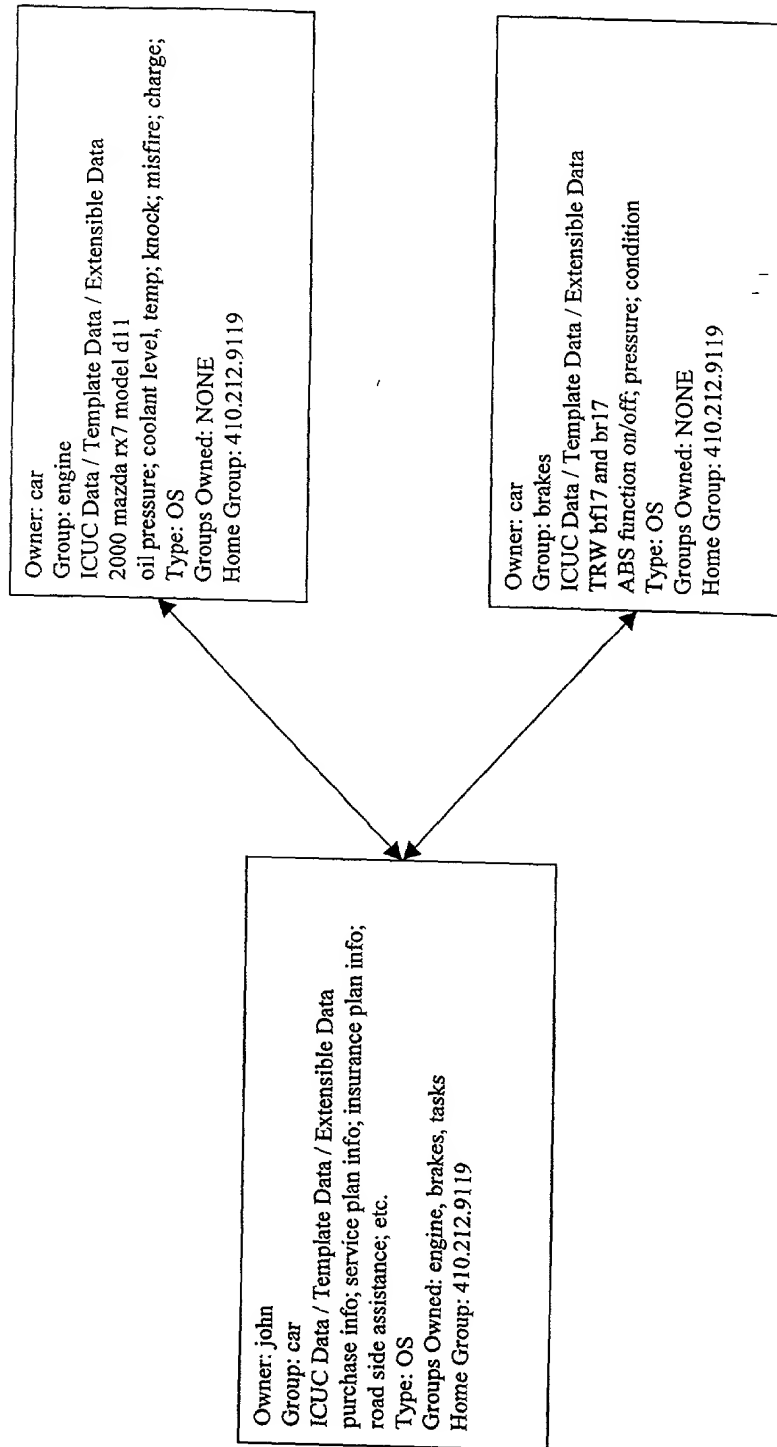 Owner: john
Group: car
ICUC Data / Template Data / Extensible Data
purchase info; service plan info; insurance plan info;
road side assistance; etc.
Type: OS
Groups Owned: engine, brakes, tasks
Home Group: 410.212.9119
Owner: car
Group: engine
ICUC Data / Template Data / Extensible Data
2000 mazda rx7 model d11
oil pressure; coolant level, temp; knock; misfire; charge;
Type: OS
Groups Owned: NONE
Home Group: 410.212.9119
Owner: car
Group: brakes
ICUC Data / Template Data / Extensible Data
TRW bf17 and br17
ABS function on/off; pressure; condition
Type: OS
Groups Owned: NONE
Home Group: 410.212.9119